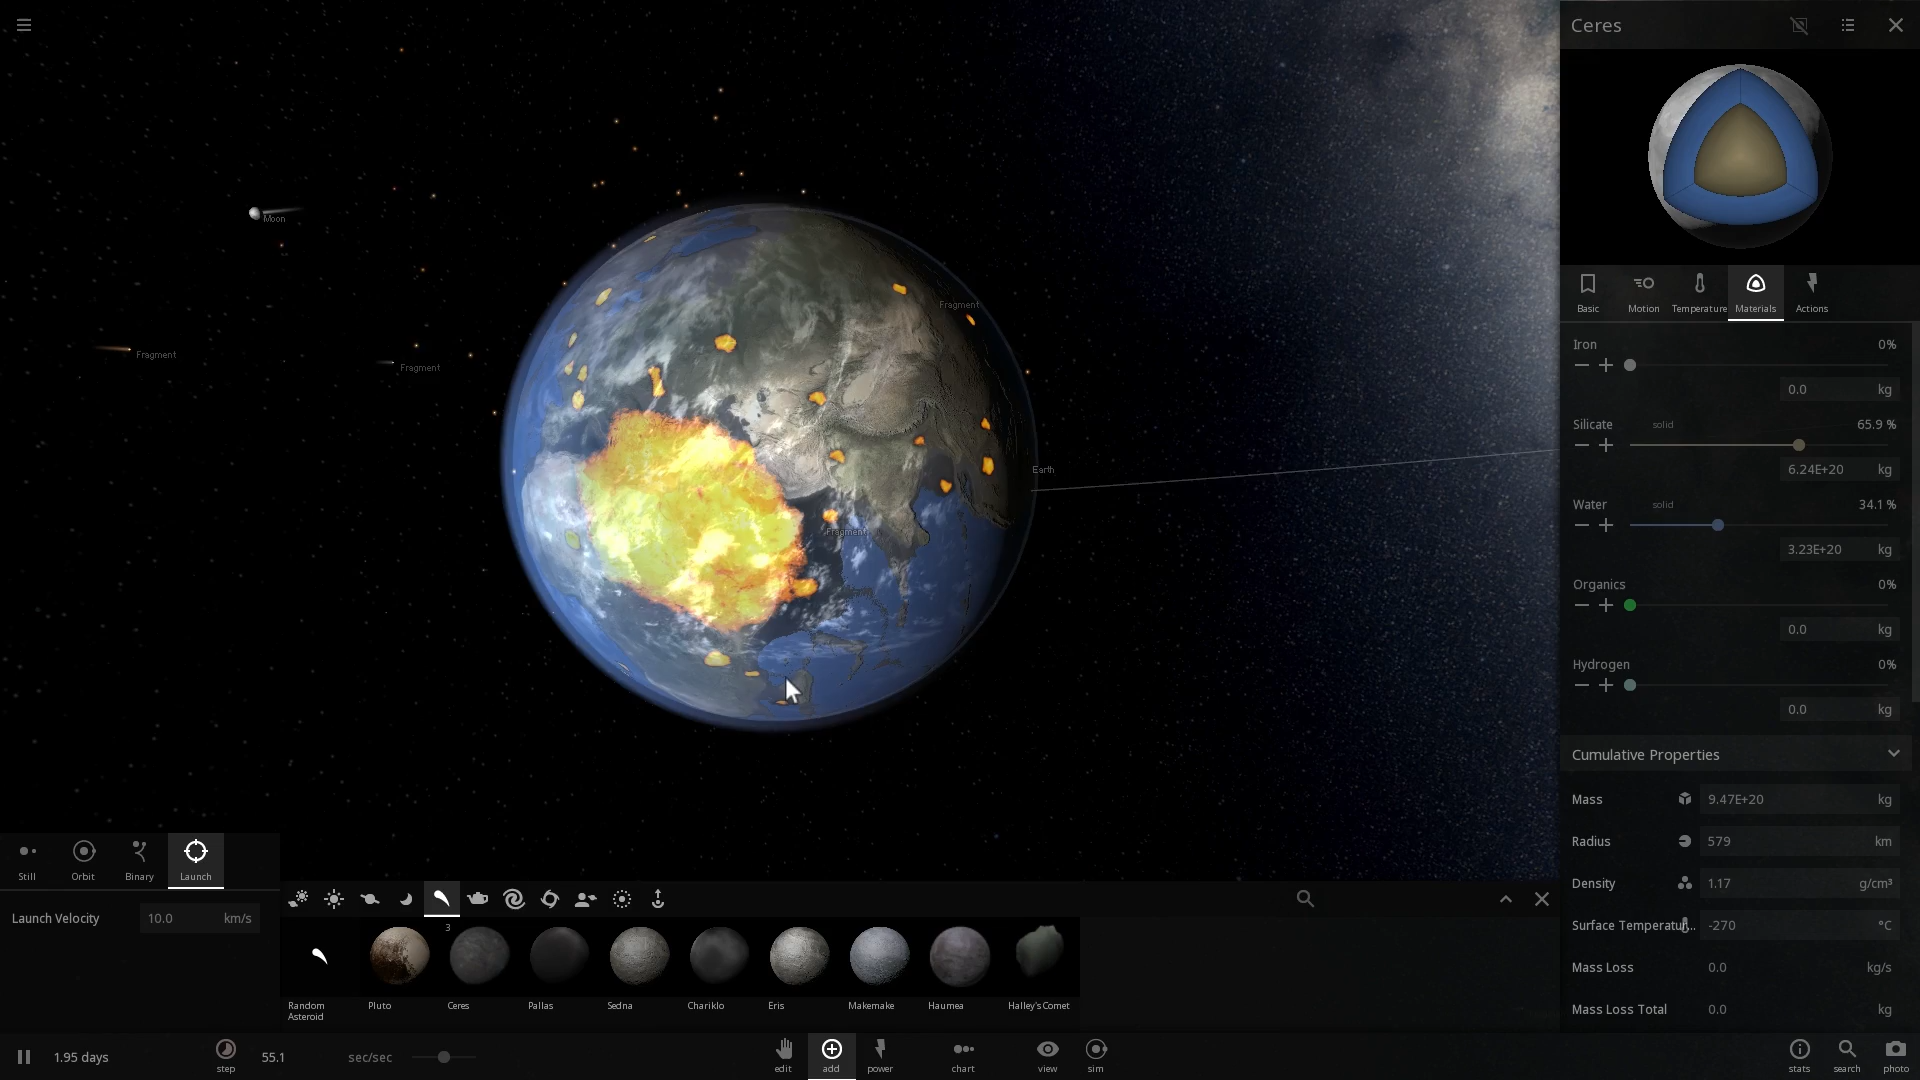 Ceres
Moon
Fragment
Fragment
Fragment
Earth
Fragment
Basic
Motion
Temperature
Materials
Actions
Iron
0%
0.0 kg
Silicate
solid
65.9 %
6.24E+20 kg
Water
solid
34.1 %
3.23E+20 kg
Organics
0%
0.0 kg
Hydrogen
0%
0.0 kg
Cumulative Properties
Mass 9.47E+20 kg
Radius 579 km
Density 1.17 g/cm³
Surface Temperatur... -270 °C
Mass Loss 0.0 kg/s
Mass Loss Total 0.0 kg
Still
Orbit
Binary
Launch
Launch Velocity 10.0 km/s
3
Random
Asteroid
Pluto
Ceres
Pallas
Sedna
Chariklo
Eris
Makemake
Haumea
Halley's Comet
1.95 days
step
55.1 sec/sec
edit
add
power
chart
view
sim
stats
search
photo